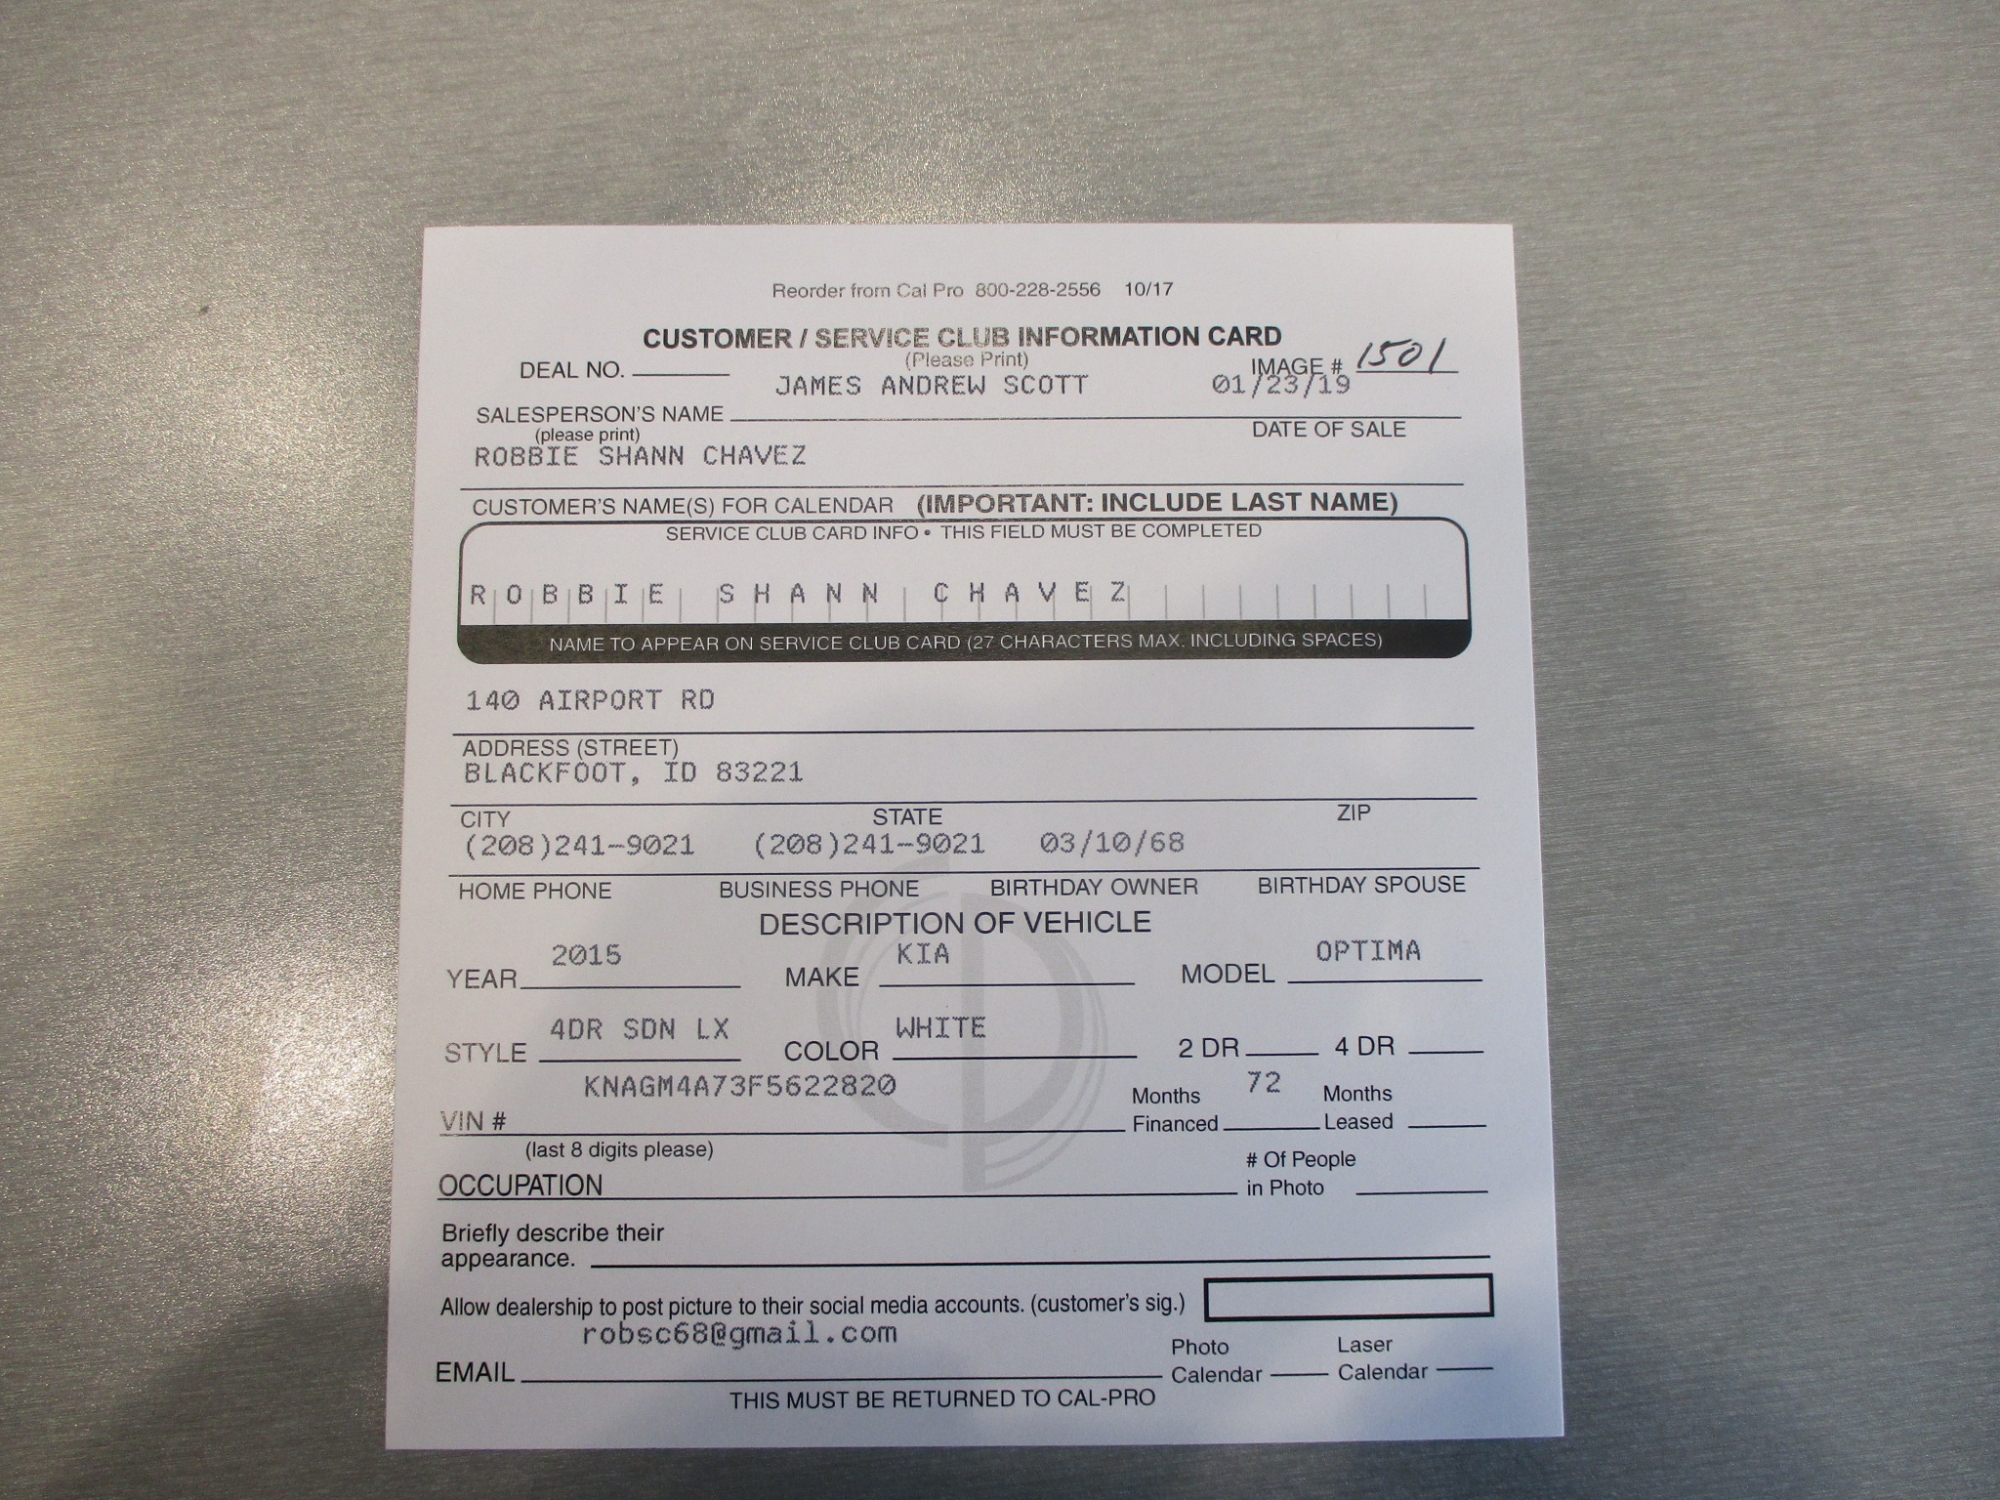 Reorder from Cal Pro 800-228-2556 10/17
CUSTOMER / SERVICE CLUB INFORMATION CARD
(Please Print)
DEAL NO. IMAGE # 1501
JAMES ANDREW SCOTT 01/23/19
SALESPERSON'S NAME
(please print) DATE OF SALE
ROBBIE SHANN CHAVEZ
CUSTOMER'S NAME(S) FOR CALENDAR (IMPORTANT: INCLUDE LAST NAME)
SERVICE CLUB CARD INFO • THIS FIELD MUST BE COMPLETED
ROBBIE SHANN CHAVEZ
NAME TO APPEAR ON SERVICE CLUB CARD (27 CHARACTERS MAX. INCLUDING SPACES)
140 AIRPORT RD
ADDRESS (STREET)
BLACKFOOT, ID 83221
CITY STATE ZIP
(208)241-9021 (208)241-9021 03/10/68
HOME PHONE BUSINESS PHONE BIRTHDAY OWNER BIRTHDAY SPOUSE
DESCRIPTION OF VEHICLE
2015 KIA OPTIMA
YEAR MAKE MODEL
4DR SDN LX WHITE
STYLE COLOR 2 DR 4 DR
KNAGM4A73F5622820 72
VIN # Months Financed Months Leased
(last 8 digits please)
OCCUPATION # Of People in Photo
Briefly describe their
appearance.
Allow dealership to post picture to their social media accounts. (customer's sig.)
robsc68@gmail.com
EMAIL Photo Calendar Laser Calendar
THIS MUST BE RETURNED TO CAL-PRO